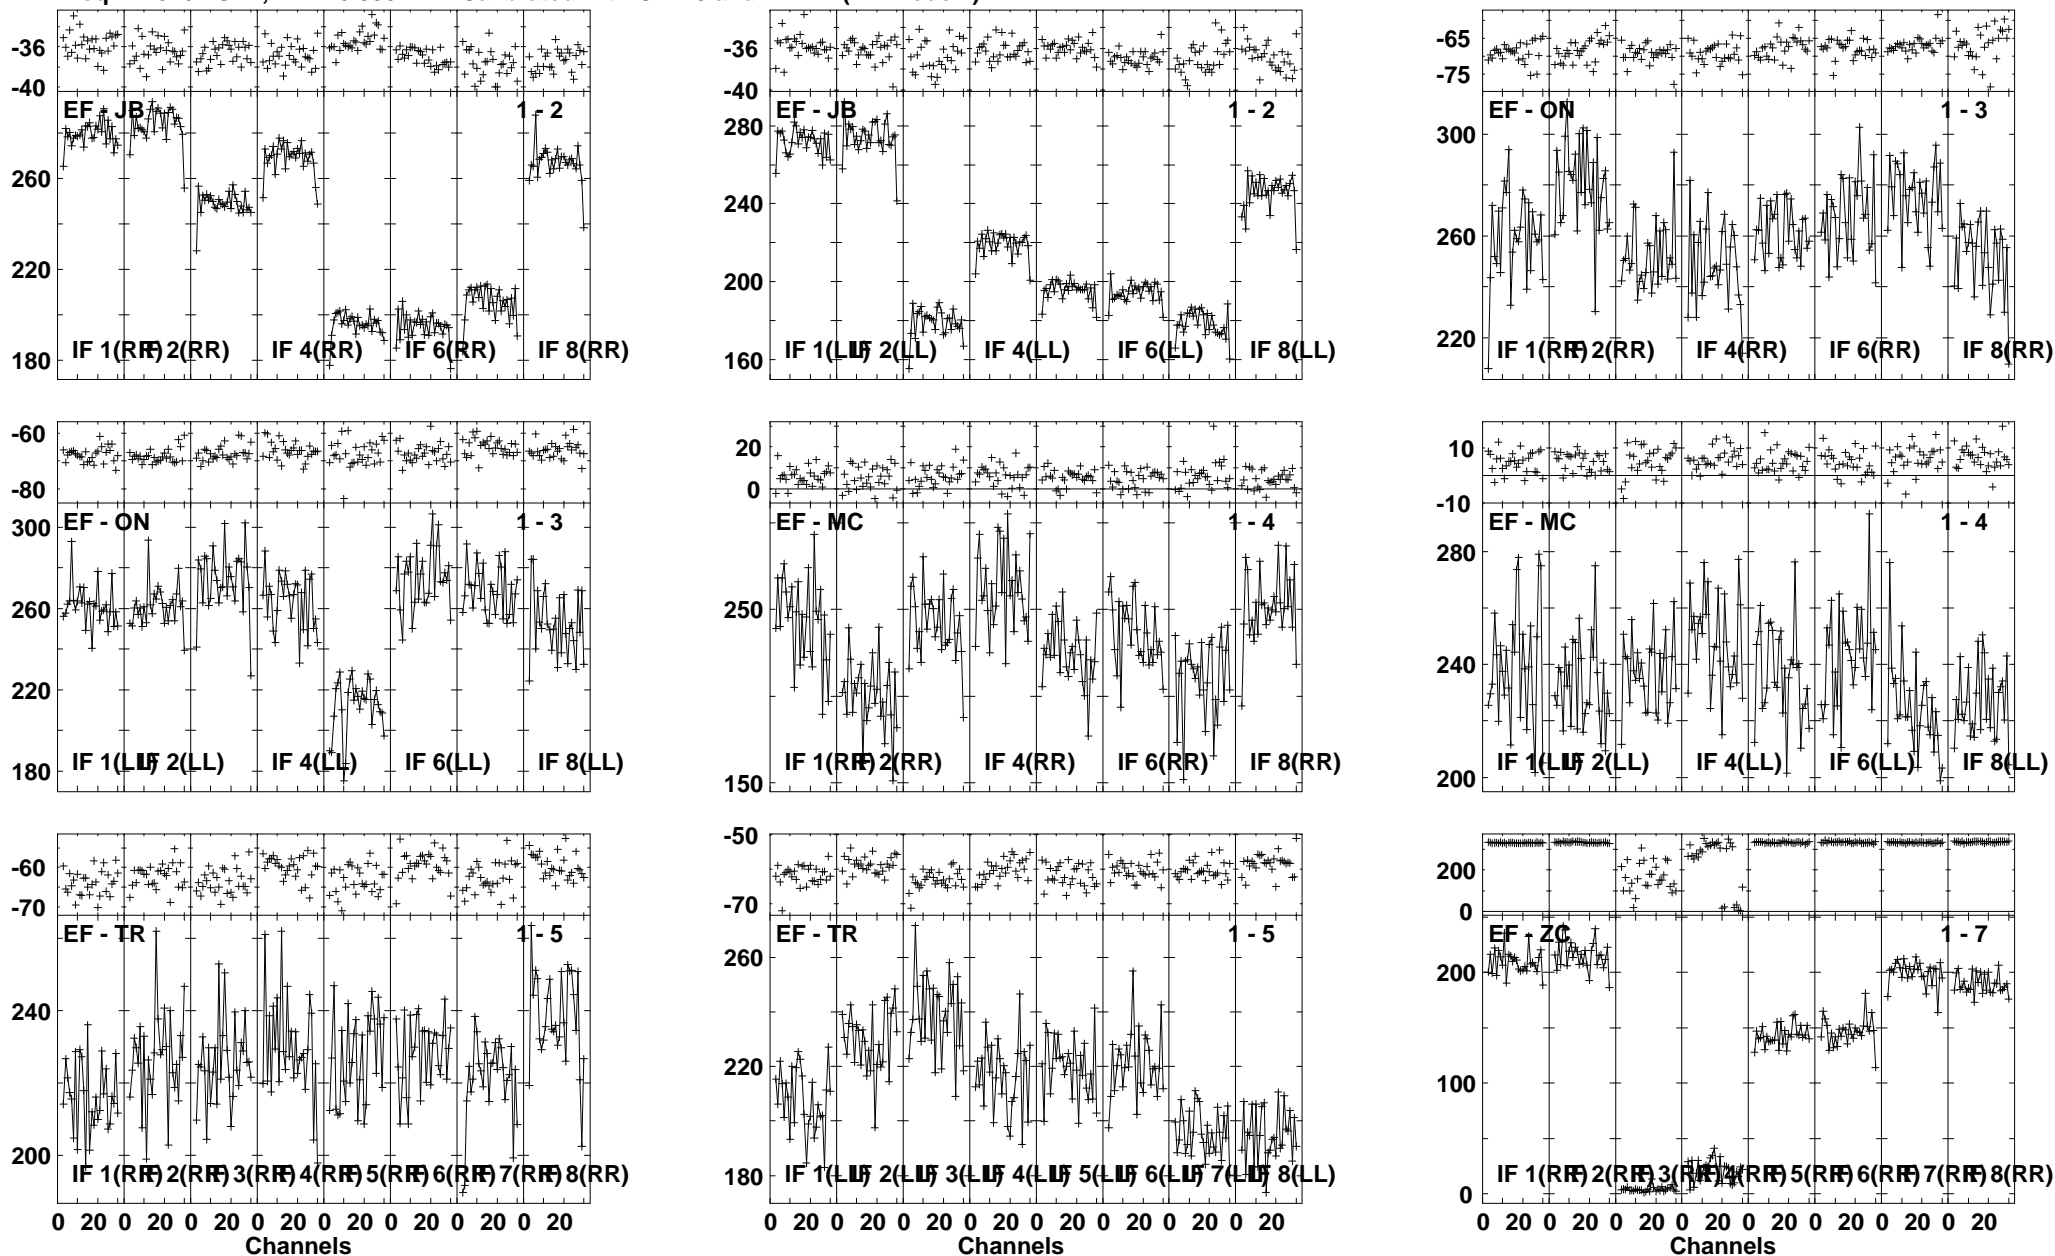 -36
-40
EF - JB 1 - 2
260
220
180
IF 1(RR) IF 2(RR) IF 4(RR) IF 6(RR) IF 8(RR)
-36
-40
EF - JB 1 - 2
280
240
200
160
IF 1(LL) IF 2(LL) IF 4(LL) IF 6(LL) IF 8(LL)
-65
-75
EF - ON 1 - 3
300
260
220
IF 1(RR) IF 2(RR) IF 4(RR) IF 6(RR) IF 8(RR)
-60
-80
EF - ON 1 - 3
300
260
220
180
IF 1(LL) IF 2(LL) IF 4(LL) IF 6(LL) IF 8(LL)
20
0
EF - MC 1 - 4
250
150
IF 1(RR) IF 2(RR) IF 4(RR) IF 6(RR) IF 8(RR)
10
-10
EF - MC 1 - 4
280
240
200
IF 1(LL) IF 2(LL) IF 4(LL) IF 6(LL) IF 8(LL)
-60
-70
EF - TR 1 - 5
240
200
IF 1(RR) IF 2(RR) IF 3(RR) IF 4(RR) IF 5(RR) IF 6(RR) IF 7(RR) IF 8(RR)
0 20 0 20 0 20 0 20 0 20 0 20 0 20 0 20
Channels
-50
-70
EF - TR 1 - 5
260
220
180
IF 1(LL) IF 2(LL) IF 3(LL) IF 4(LL) IF 5(LL) IF 6(LL) IF 7(LL) IF 8(LL)
0 20 0 20 0 20 0 20 0 20 0 20 0 20 0 20
Channels
200
0
EF - ZC 1 - 7
200
100
0
IF 1(RR) IF 2(RR) IF 3(RR) IF 4(RR) IF 5(RR) IF 6(RR) IF 7(RR) IF 8(RR)
0 20 0 20 0 20 0 20 0 20 0 20 0 20 0 20
Channels